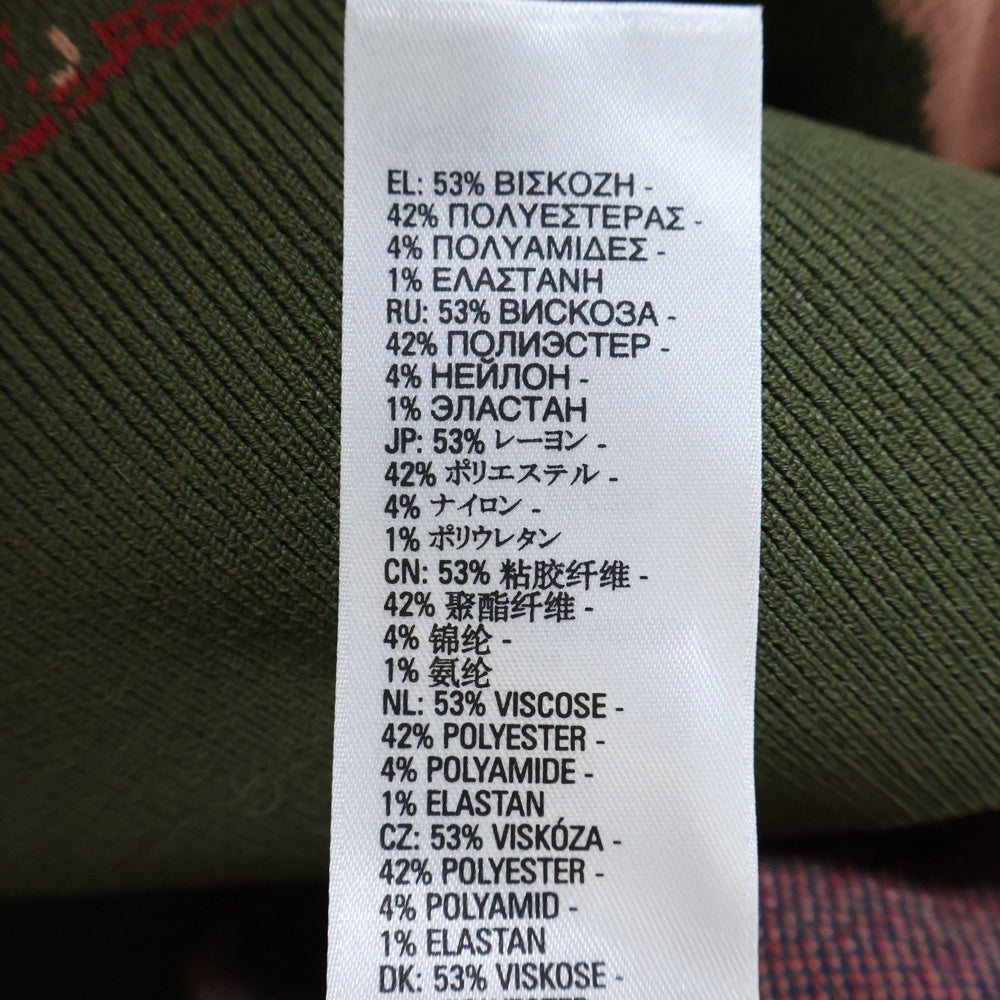 EL: 53% ΒΙΣΚΟΖΗ -
42% ΠΟΛΥΕΣΤΕΡΑΣ -
4% ΠΟΛΥΑΜΙΔΕΣ -
1% ΕΛΑΣΤΑΝΗ
RU: 53% ВИСКОЗА -
42% ПОЛИЭСТЕР -
4% НЕЙЛОН -
1% ЭЛАСТАН
JP: 53% レーヨン -
42% ポリエステル -
4% ナイロン -
1% ポリウレタン
CN: 53% 粘胶纤维 -
42% 聚酯纤维 -
4% 锦纶 -
1% 氨纶
NL: 53% VISCOSE -
42% POLYESTER -
4% POLYAMIDE -
1% ELASTAN
CZ: 53% VISKÓZA -
42% POLYESTER -
4% POLYAMID -
1% ELASTAN
DK: 53% VISKOSE -